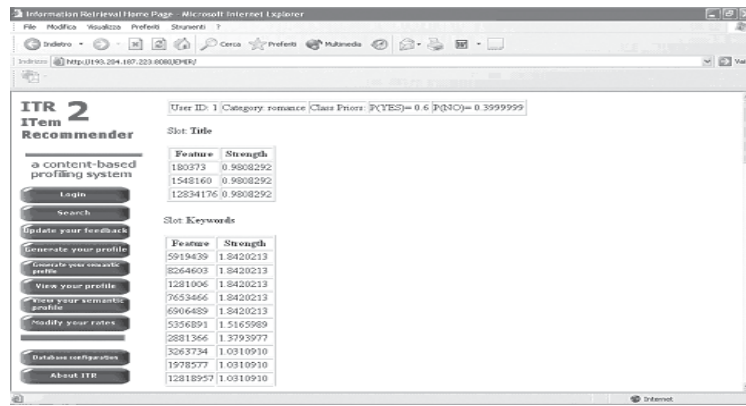 Information Retrieval Home Page - Microsoft Internet Explorer
File Modifica Visualizza Preferiti Strumenti ?
Indietro Cerca Preferiti Multimedia
Indirizzo http://193.204.187.223:8080/EMIR/ Vai
ITR 2
ITem
Recommender
a content-based
profiling system
Login
Search
Update your feedback
Generate your profile
Generate your semantic
profile
View your profile
View your semantic
profile
Modify your rates
Database configuration
About ITR
User ID: 1 Category: romance Class Priors: P(YES)= 0.6 P(NO)= 0.3999999
Slot: Title
Feature Strength
180373 0.9808292
1548160 0.9808292
12834176 0.9808292
Slot: Keywords
Feature Strength
5919439 1.8420213
8264603 1.8420213
1281006 1.8420213
7653466 1.8420213
6906489 1.8420213
5356891 1.5165989
2881366 1.3793977
3263734 1.0310910
1978577 1.0310910
12818957 1.0310910
Internet